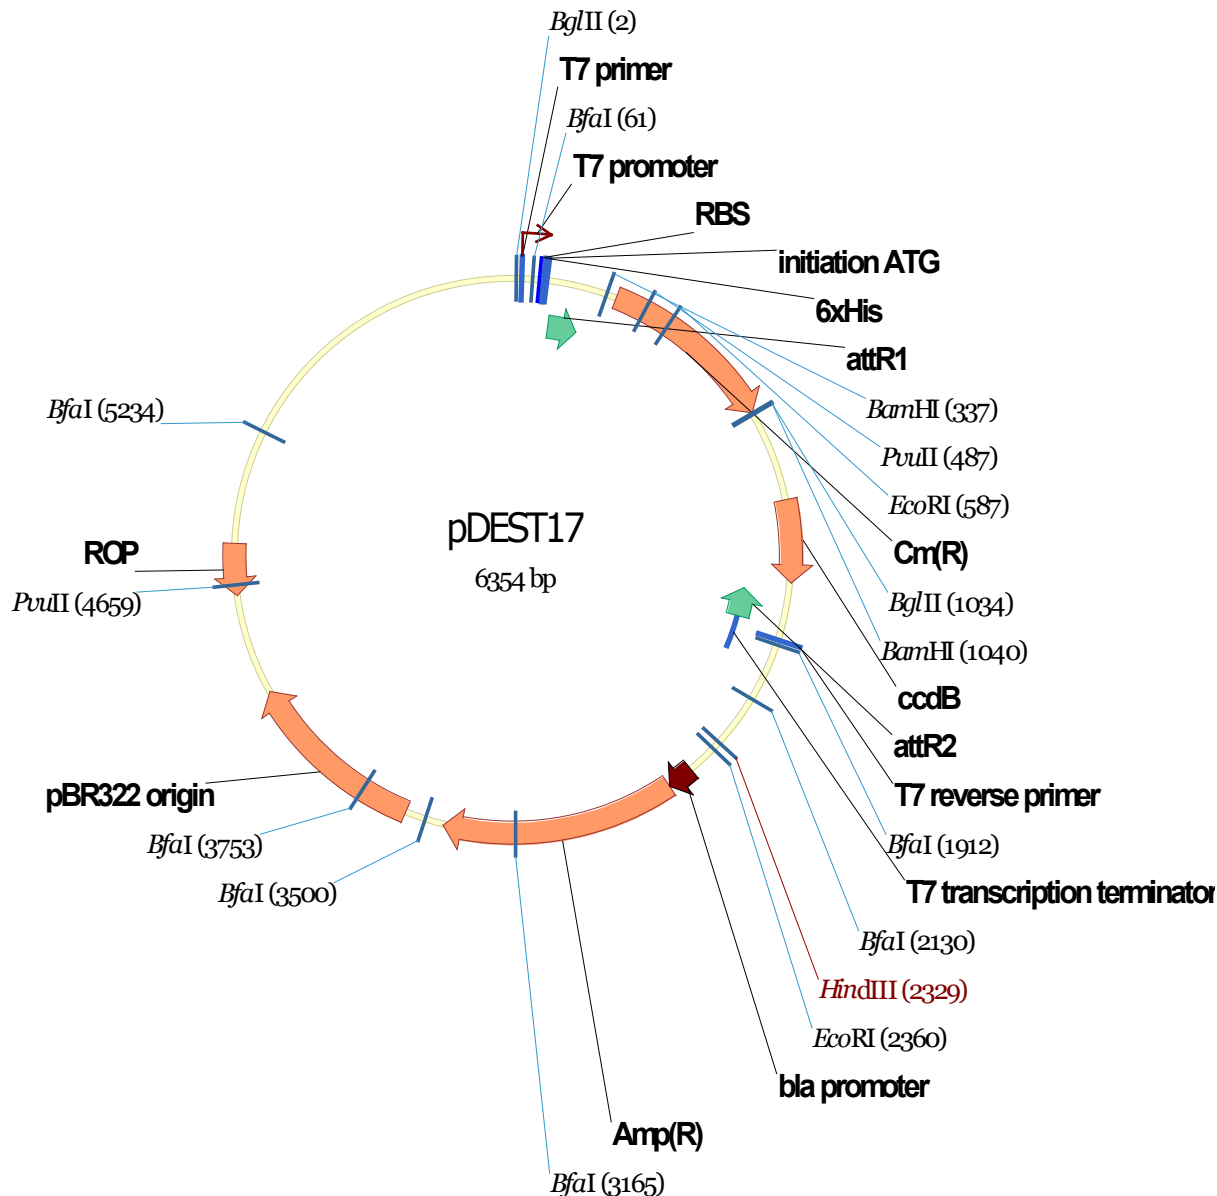 BglII (2)
T7 primer
BfaI (61)
T7 promoter
RBS
initiation ATG
6xHis
attR1
BamHI (337)
PvuII (487)
EcoRI (587)
Cm(R)
BglII (1034)
BamHI (1040)
ccdB
attR2
T7 reverse primer
BfaI (1912)
T7 transcription terminator
BfaI (2130)
HindIII (2329)
EcoRI (2360)
bla promoter
Amp(R)
BfaI (3165)
BfaI (3500)
BfaI (3753)
pBR322 origin
PvuII (4659)
ROP
BfaI (5234)
pDEST17
6354 bp